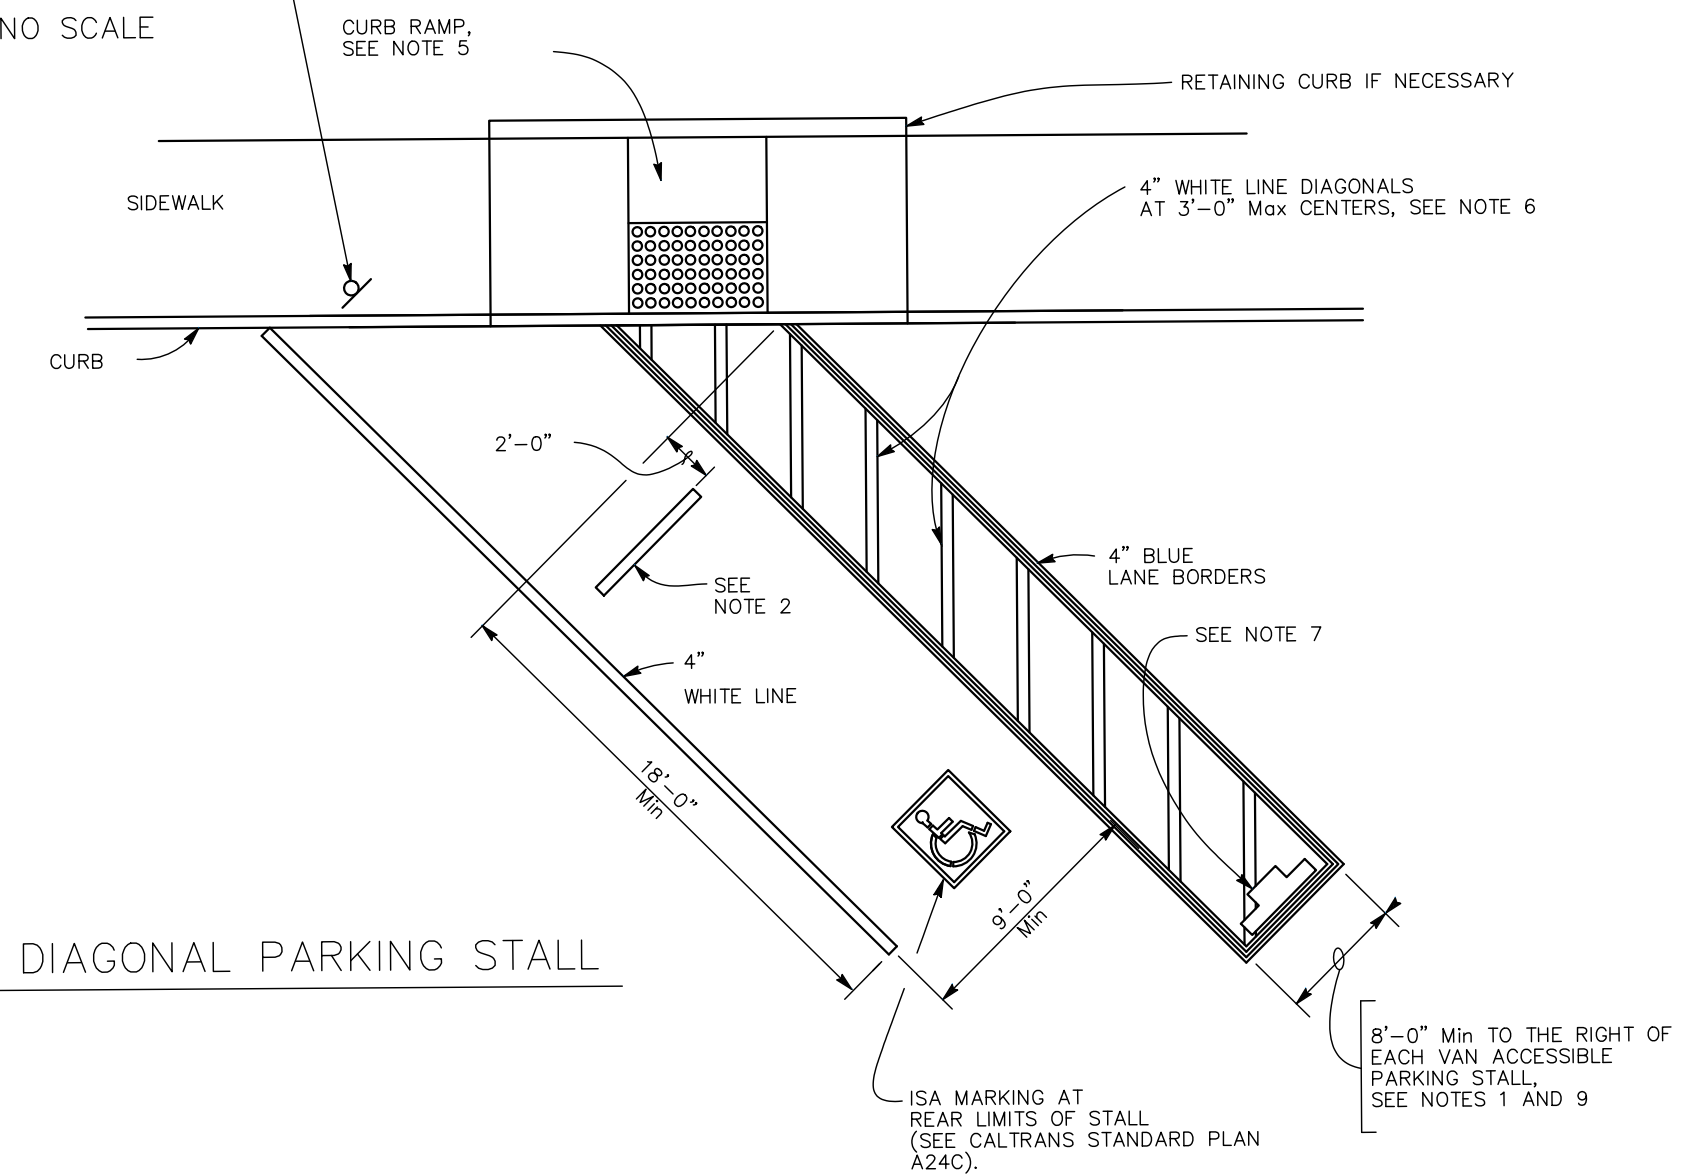 NO SCALE
CURB RAMP,
SEE NOTE 5
RETAINING CURB IF NECESSARY
4” WHITE LINE DIAGONALS
AT 3’-0” Max CENTERS, SEE NOTE 6
SIDEWALK
CURB
2’-0”
4” BLUE
LANE BORDERS
SEE
NOTE 2
SEE NOTE 7
4”
WHITE LINE
18’-0”
Min
9’-0”
Min
DIAGONAL PARKING STALL
8’-0” Min TO THE RIGHT OF
EACH VAN ACCESSIBLE
PARKING STALL,
SEE NOTES 1 AND 9
ISA MARKING AT
REAR LIMITS OF STALL
(SEE CALTRANS STANDARD PLAN
A24C).